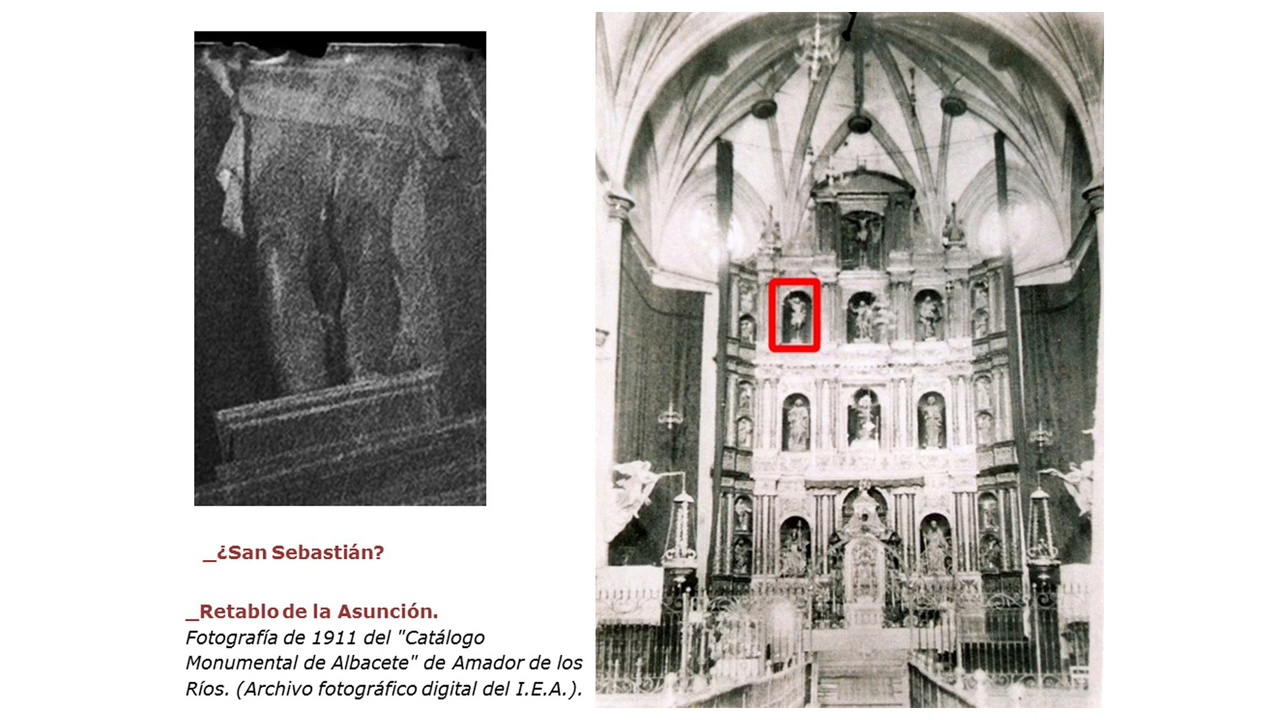 _¿San Sebastián?
_Retablo de la Asunción.
Fotografía de 1911 del "Catálogo
Monumental de Albacete" de Amador de los
Ríos. (Archivo fotográfico digital del I.E.A.).